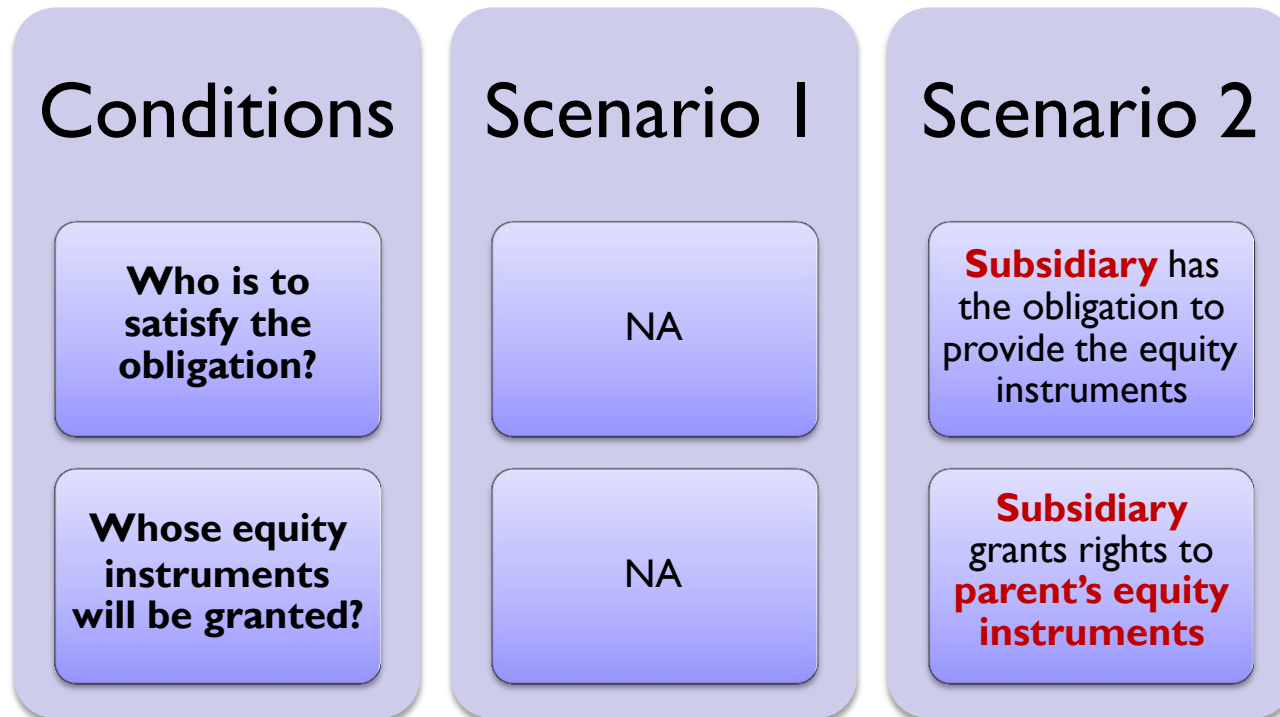 Conditions
Who is to
satisfy the
obligation?
Whose equity
instruments
will be granted?
Scenario 1
NA
NA
Scenario 2
Subsidiary has
the obligation to
provide the equity
instruments
Subsidiary
grants rights to
parent’s equity
instruments